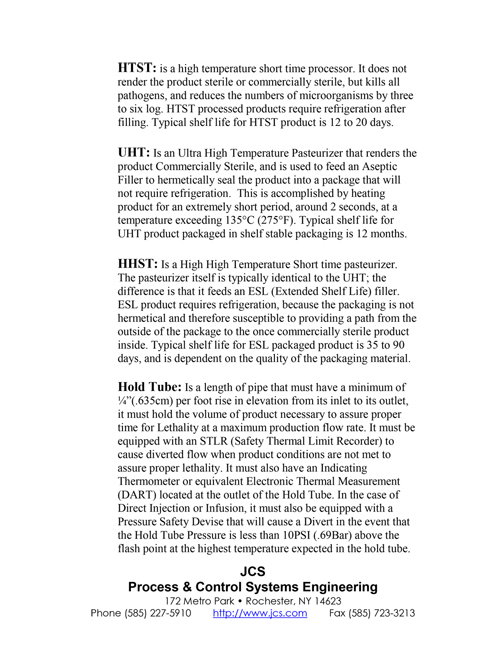 HTST: is a high temperature short time processor. It does not
render the product sterile or commercially sterile, but kills all
pathogens, and reduces the numbers of microorganisms by three
to six log. HTST processed products require refrigeration after
filling. Typical shelf life for HTST product is 12 to 20 days.
UHT: Is an Ultra High Temperature Pasteurizer that renders the
product Commercially Sterile, and is used to feed an Aseptic
Filler to hermetically seal the product into a package that will
not require refrigeration.  This is accomplished by heating
product for an extremely short period, around 2 seconds, at a
temperature exceeding 135°C (275°F). Typical shelf life for
UHT product packaged in shelf stable packaging is 12 months.
HHST: Is a High High Temperature Short time pasteurizer.
The pasteurizer itself is typically identical to the UHT; the
difference is that it feeds an ESL (Extended Shelf Life) filler.
ESL product requires refrigeration, because the packaging is not
hermetical and therefore susceptible to providing a path from the
outside of the package to the once commercially sterile product
inside. Typical shelf life for ESL packaged product is 35 to 90
days, and is dependent on the quality of the packaging material.
Hold Tube: Is a length of pipe that must have a minimum of
¼”(.635cm) per foot rise in elevation from its inlet to its outlet,
it must hold the volume of product necessary to assure proper
time for Lethality at a maximum production flow rate. It must be
equipped with an STLR (Safety Thermal Limit Recorder) to
cause diverted flow when product conditions are not met to
assure proper lethality. It must also have an Indicating
Thermometer or equivalent Electronic Thermal Measurement
(DART) located at the outlet of the Hold Tube. In the case of
Direct Injection or Infusion, it must also be equipped with a
Pressure Safety Devise that will cause a Divert in the event that
the Hold Tube Pressure is less than 10PSI (.69Bar) above the
flash point at the highest temperature expected in the hold tube.
JCS
Process & Control Systems Engineering
172 Metro Park • Rochester, NY 14623
Phone (585) 227-5910 http://www.jcs.com Fax (585) 723-3213